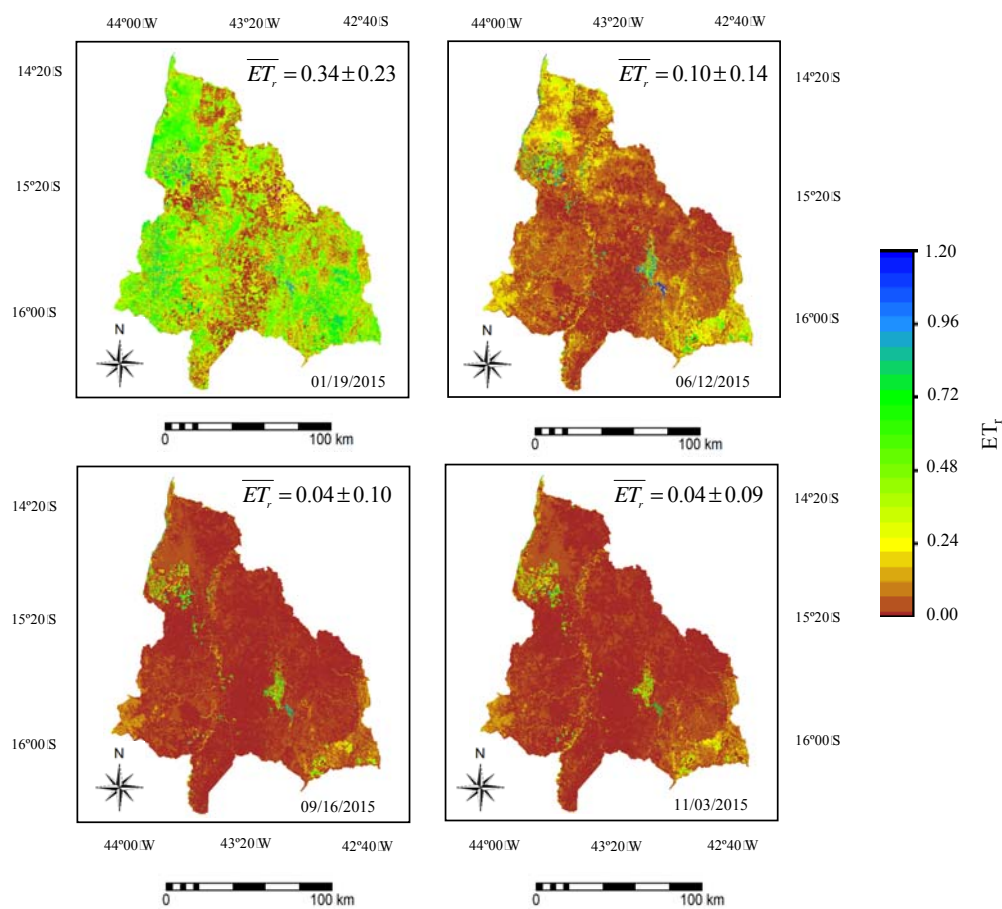 44º00 W 43º20 W 42º40 W 44º00 W 43º20 W 42º40 W
14º20 S
15º20 S
16º00 S
ET_r = 0.34 ± 0.23
N
01/19/2015
0 100 km
ET_r = 0.10 ± 0.14
N
06/12/2015
0 100 km
14º20 S
15º20 S
16º00 S
1.20
0.96
0.72
0.48
0.24
0.00
ET_r
14º20 S
15º20 S
16º00 S
ET_r = 0.04 ± 0.10
N
09/16/2015
ET_r = 0.04 ± 0.09
N
11/03/2015
14º20 S
15º20 S
16º00 S
44º00 W 43º20 W 42º40 W 44º00 W 43º20 W 42º40 W
0 100 km
0 100 km